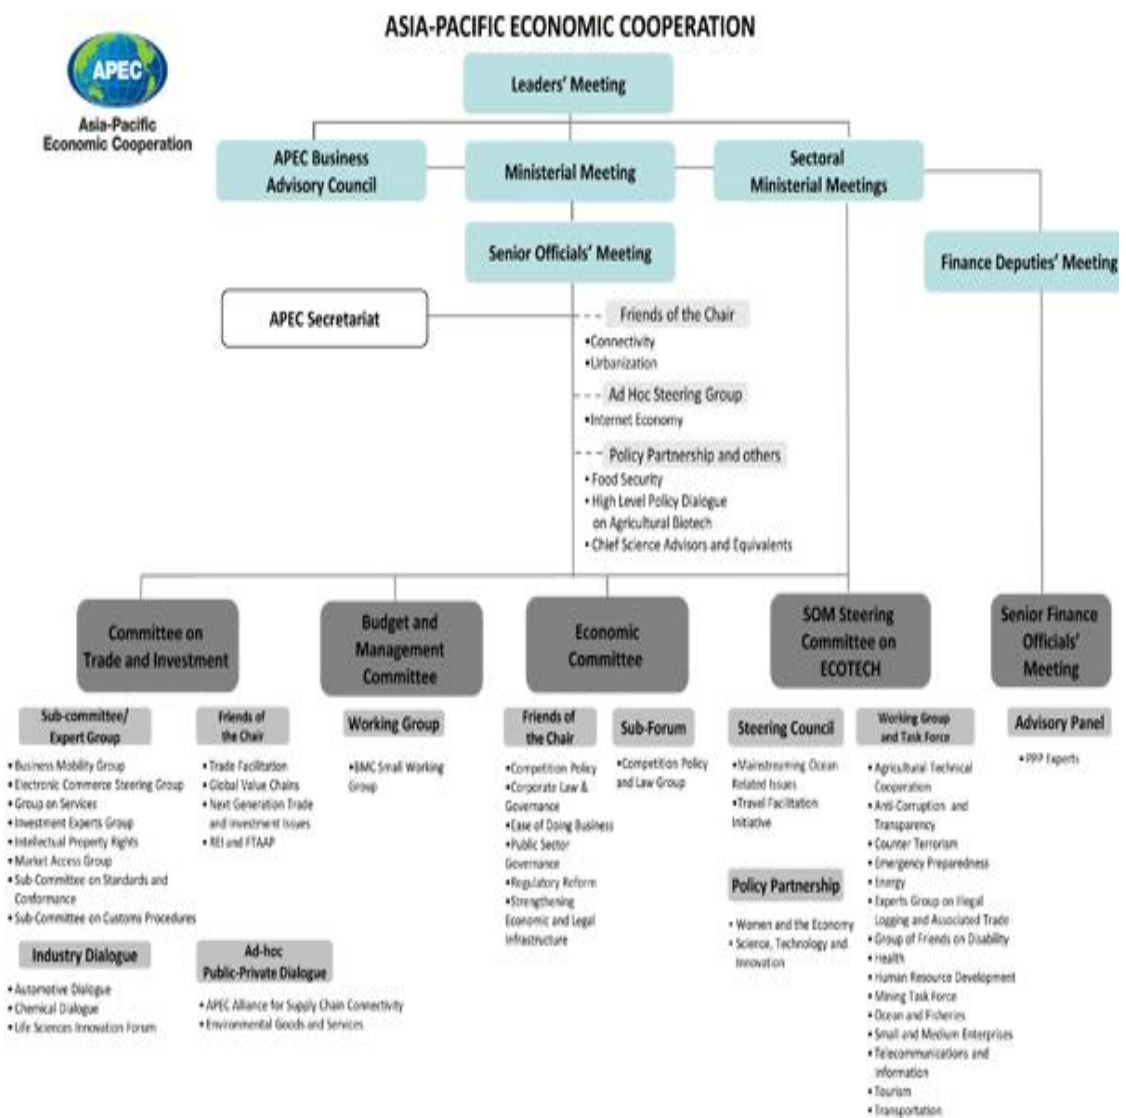 ASIA-PACIFIC ECONOMIC COOPERATION
APEC
Asia-Pacific
Economic Cooperation
Leaders' Meeting
APEC Business
Advisory Council
Ministerial Meeting
Sectoral
Ministerial Meetings
Senior Officials' Meeting
Finance Deputies' Meeting
APEC Secretariat
Friends of the Chair
•Connectivity
•Urbanization
Ad Hoc Steering Group
•Internet Economy
Policy Partnership and others
• Food Security
• High Level Policy Dialogue
on Agricultural Biotech
• Chief Science Advisors and Equivalents
Committee on
Trade and Investment
Budget and
Management
Committee
Economic
Committee
SOM Steering
Committee on
ECOTECH
Senior Finance
Officials'
Meeting
Sub-committee/
Expert Group
• Business Mobility Group
• Electronic Commerce Steering Group
• Group on Services
• Investment Experts Group
• Intellectual Property Rights
• Market Access Group
• Sub-Committee on Standards and
Conformance
• Sub-Committee on Customs Procedures
Friends of
the Chair
• Trade Facilitation
• Global Value Chains
• Next Generation Trade
and Investment Issues
• REI and FTAAP
Industry Dialogue
• Automotive Dialogue
• Chemical Dialogue
• Life Sciences Innovation Forum
Ad-hoc
Public-Private Dialogue
• APEC Alliance for Supply Chain Connectivity
• Environmental Goods and Services
Working Group
•BMC Small Working
Group
Friends of
the Chair
•Competition Policy
•Corporate Law &
Governance
•Ease of Doing Business
•Public Sector
Governance
•Regulatory Reform
•Strengthening
Economic and Legal
Infrastructure
Sub-Forum
•Competition Policy
and Law Group
Steering Council
•Mainstreaming Ocean
Related Issues
•Travel Facilitation
Initiative
Policy Partnership
• Women and the Economy
• Science, Technology and
Innovation
Working Group
and Task Force
• Agricultural Technical
Cooperation
• Anti-Corruption and
Transparency
• Counter Terrorism
• Emergency Preparedness
• Energy
• Experts Group on Illegal
Logging and Associated Trade
• Group of Friends on Disability
• Health
• Human Resource Development
• Mining Task Force
• Ocean and Fisheries
• Small and Medium Enterprises
• Telecommunications and
Information
• Tourism
• Transportation
Advisory Panel
• PPP Experts